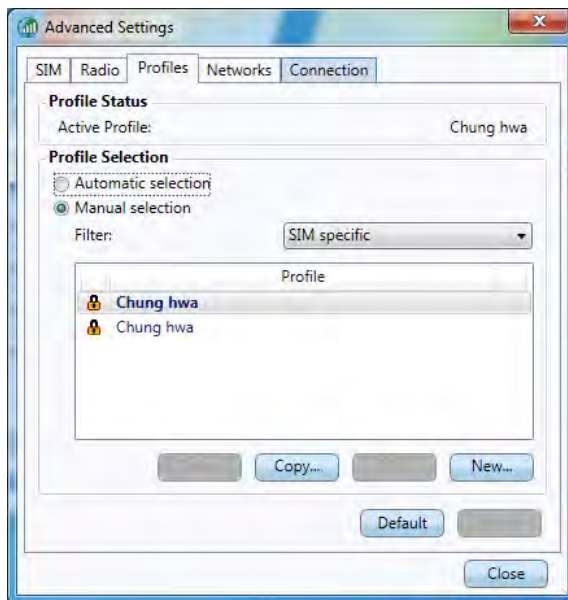 Advanced Settings
SIM Radio Profiles Networks Connection
Profile Status
Active Profile: Chung hwa
Profile Selection
Automatic selection
Manual selection
Filter: SIM specific
Profile
Chung hwa
Chung hwa
Copy... New...
Default
Close